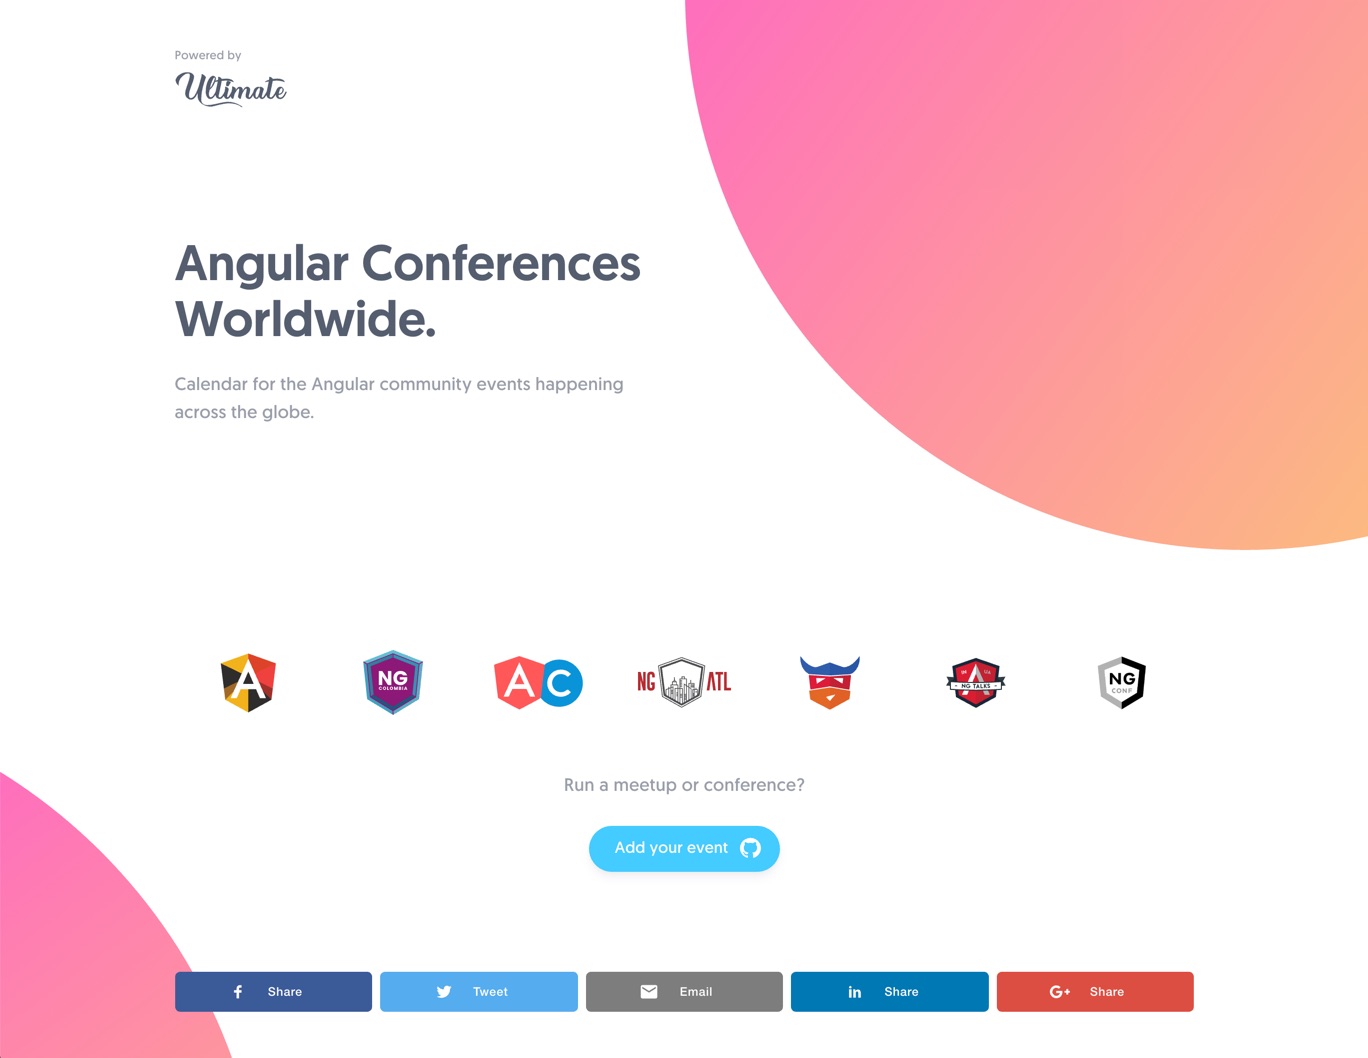 Powered by
Ultimate
Angular Conferences
Worldwide.
Calendar for the Angular community events happening
across the globe.
A
NG
COLOMBIA
A C
NG ATL
NG TALKS
NG
CONF
Run a meetup or conference?
Add your event
Share
Tweet
Email
in Share
G+ Share